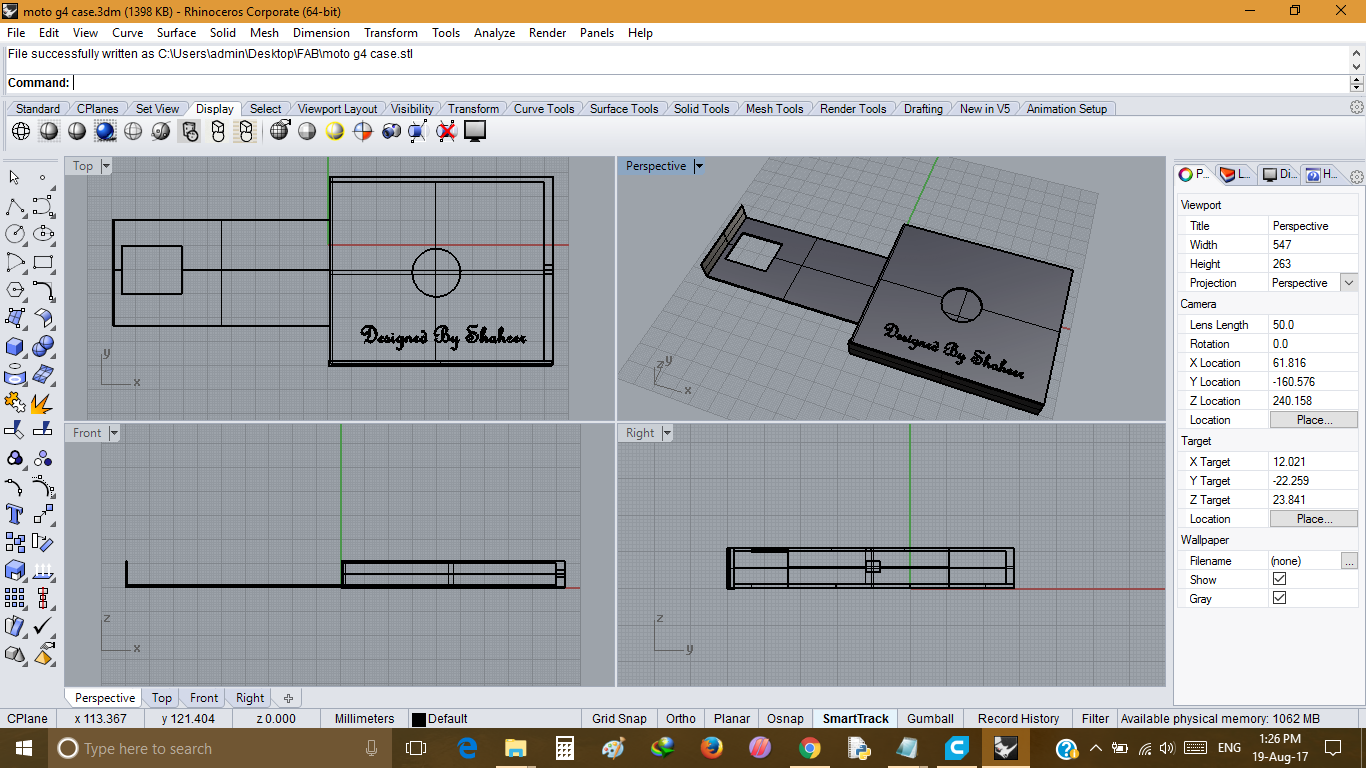 moto g4 case.3dm (1398 KB) - Rhinoceros Corporate (64-bit)
File Edit View Curve Surface Solid Mesh Dimension Transform Tools Analyze Render Panels Help
File successfully written as C:\Users\admin\Desktop\FAB\moto g4 case.stl
Command:
Standard CPlanes Set View Display Select Viewport Layout Visibility Transform Curve Tools Surface Tools Solid Tools Mesh Tools Render Tools Drafting New in V5 Animation Setup
Top
Designed By Shaheer
y
x
Perspective
Designed By Shaheer
z y
x
Front
z
x
Right
z
y
P... L... Di... H...
Viewport
Title Perspective
Width 547
Height 263
Projection Perspective
Camera
Lens Length 50.0
Rotation 0.0
X Location 61.816
Y Location -160.576
Z Location 240.158
Location Place...
Target
X Target 12.021
Y Target -22.259
Z Target 23.841
Location Place...
Wallpaper
Filename (none) ...
Show
Gray
Perspective Top Front Right
CPlane x 113.367 y 121.404 z 0.000 Millimeters Default Grid Snap Ortho Planar Osnap SmartTrack Gumball Record History Filter Available physical memory: 1062 MB
Type here to search
ENG
1:26 PM
19-Aug-17